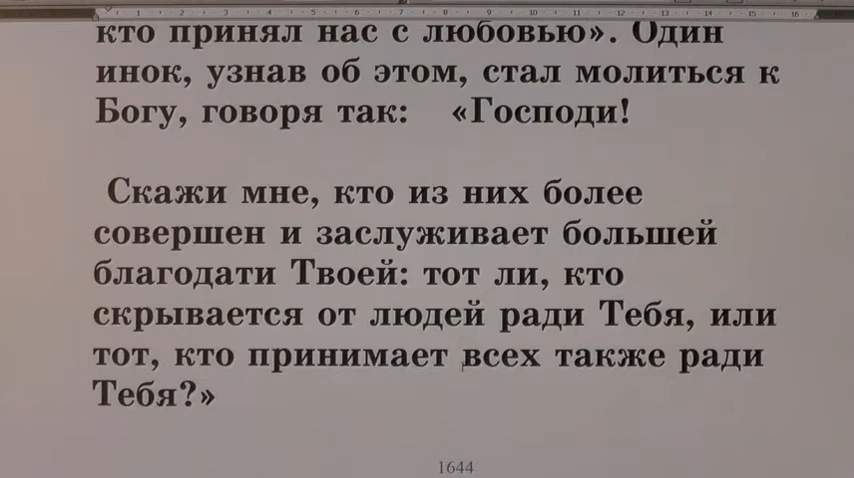 кто принял нас с любовью». Один
инок, узнав об этом, стал молиться к
Богу, говоря так: «Господи!
Скажи мне, кто из них более
совершен и заслуживает большей
благодати Твоей: тот ли, кто
скрывается от людей ради Тебя, или
тот, кто принимает всех также ради
Тебя?»
1644